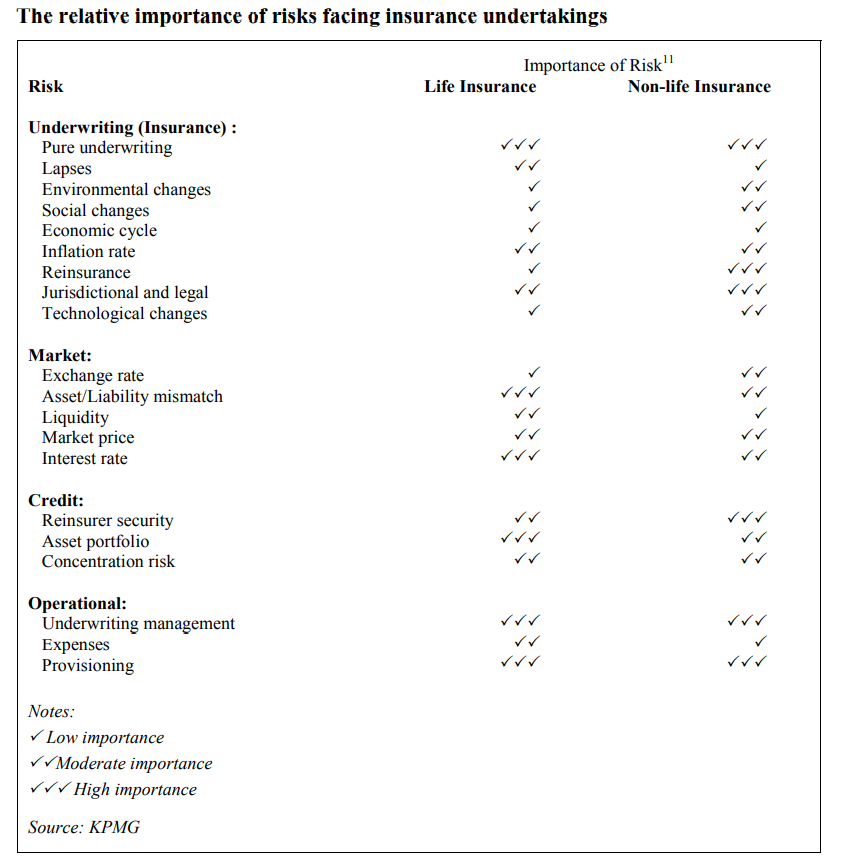 The relative importance of risks facing insurance undertakings
Importance of Risk11
Risk Life Insurance Non-life Insurance
Underwriting (Insurance) :
Pure underwriting ✓✓✓ ✓✓✓
Lapses ✓✓ ✓
Environmental changes ✓ ✓✓
Social changes ✓ ✓✓
Economic cycle ✓ ✓
Inflation rate ✓✓ ✓✓
Reinsurance ✓ ✓✓✓
Jurisdictional and legal ✓✓ ✓✓✓
Technological changes ✓ ✓✓
Market:
Exchange rate ✓ ✓✓
Asset/Liability mismatch ✓✓✓ ✓✓
Liquidity ✓✓ ✓
Market price ✓✓ ✓✓
Interest rate ✓✓✓ ✓✓
Credit:
Reinsurer security ✓✓ ✓✓✓
Asset portfolio ✓✓✓ ✓✓
Concentration risk ✓✓ ✓✓
Operational:
Underwriting management ✓✓✓ ✓✓✓
Expenses ✓✓ ✓
Provisioning ✓✓✓ ✓✓✓
Notes:
✓ Low importance
✓✓Moderate importance
✓✓✓ High importance
Source: KPMG